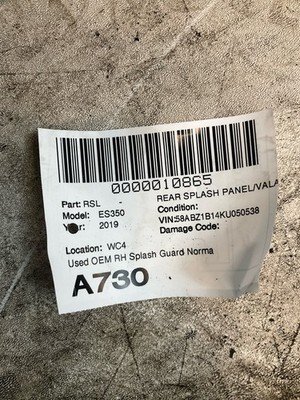 0000010865
Part: RSL - REAR SPLASH PANEL/VALA
Model: ES350 Condition:
Year: 2019 VIN:58ABZ1B14KU050538
Damage Code:
Location: WC4
Used OEM RH Splash Guard Norma
A730